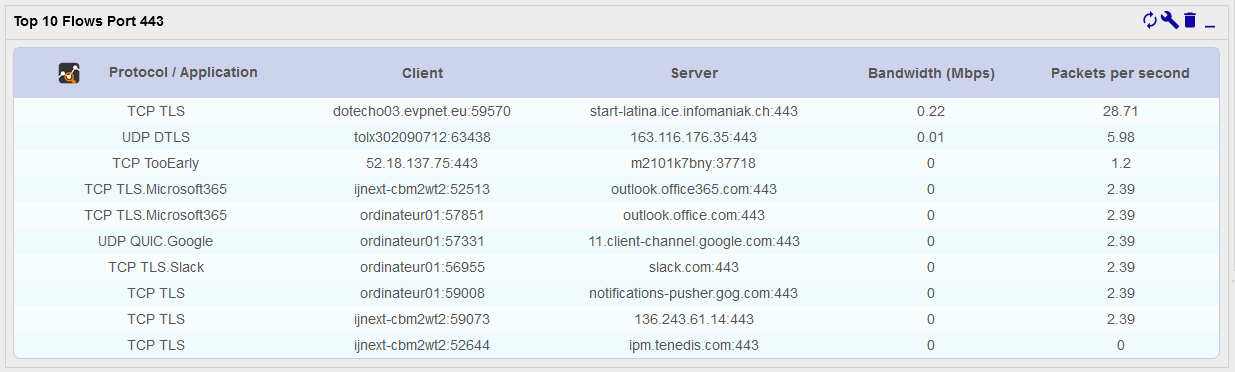 Top 10 Flows Port 443
Protocol / Application Client Server Bandwidth (Mbps) Packets per second
TCP TLS dotecho03.evpnet.eu:59570 start-latina.ice.infomaniak.ch:443 0.22 28.71
UDP DTLS tolx302090712:63438 163.116.176.35:443 0.01 5.98
TCP TooEarly 52.18.137.75:443 m2101k7bny:37718 0 1.2
TCP TLS.Microsoft365 ijnext-cbm2wt2:52513 outlook.office365.com:443 0 2.39
TCP TLS.Microsoft365 ordinateur01:57851 outlook.office.com:443 0 2.39
UDP QUIC.Google ordinateur01:57331 11.client-channel.google.com:443 0 2.39
TCP TLS.Slack ordinateur01:56955 slack.com:443 0 2.39
TCP TLS ordinateur01:59008 notifications-pusher.gog.com:443 0 2.39
TCP TLS ijnext-cbm2wt2:59073 136.243.61.14:443 0 2.39
TCP TLS ijnext-cbm2wt2:52644 ipm.tenedis.com:443 0 0